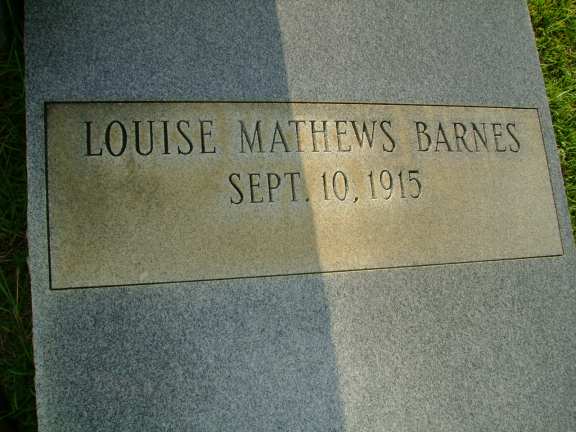 LOUISE MATHEWS BARNES
SEPT. 10, 1915